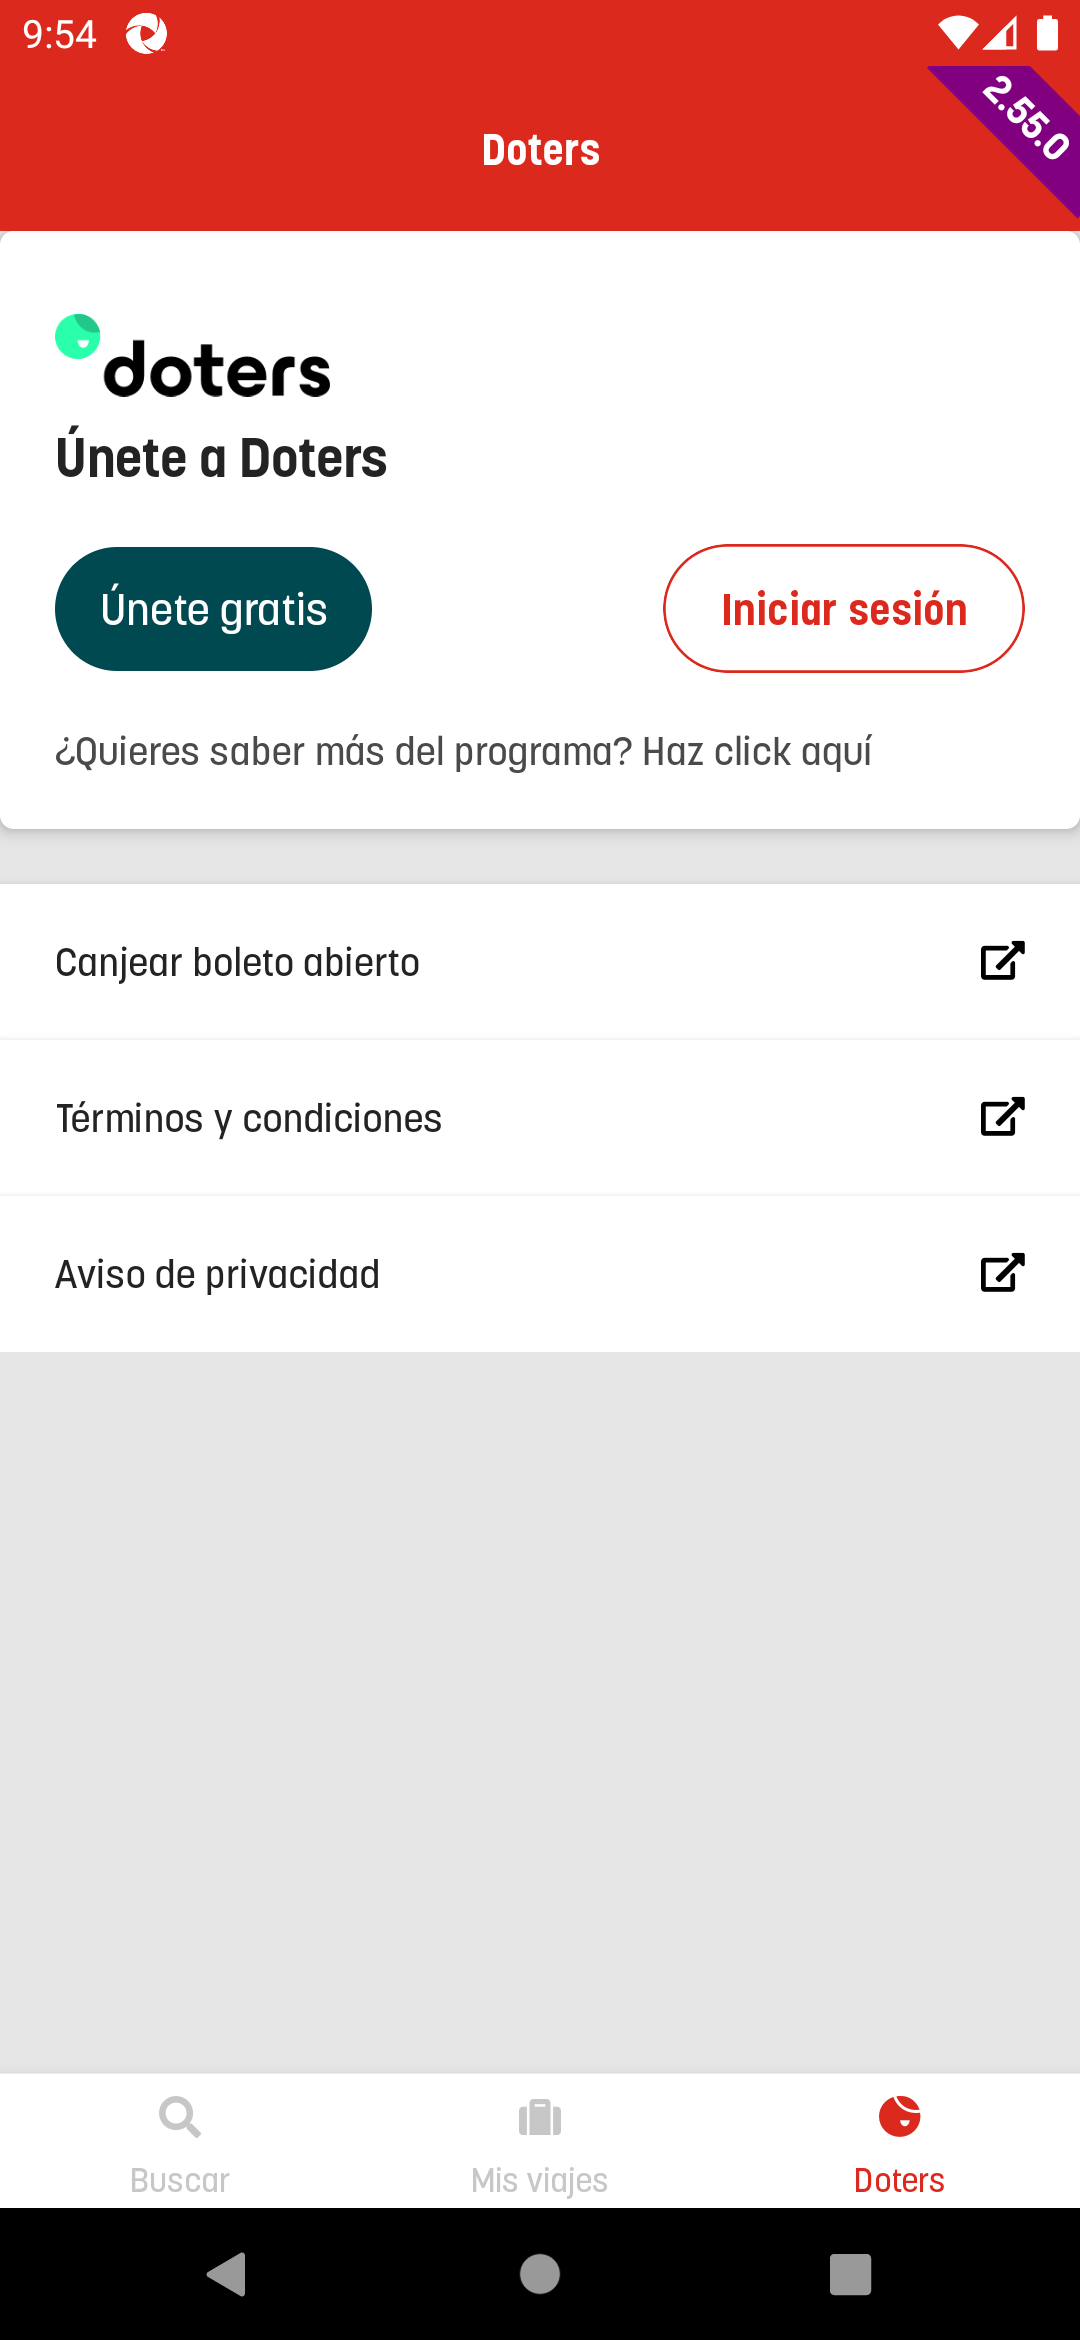 9:54
2.55.0
Doters
doters
Únete a Doters
Únete gratis
Iniciar sesión
¿Quieres saber más del programa? Haz click aquí
Canjear boleto abierto
Términos y condiciones
Aviso de privacidad
Buscar
Mis viajes
Doters